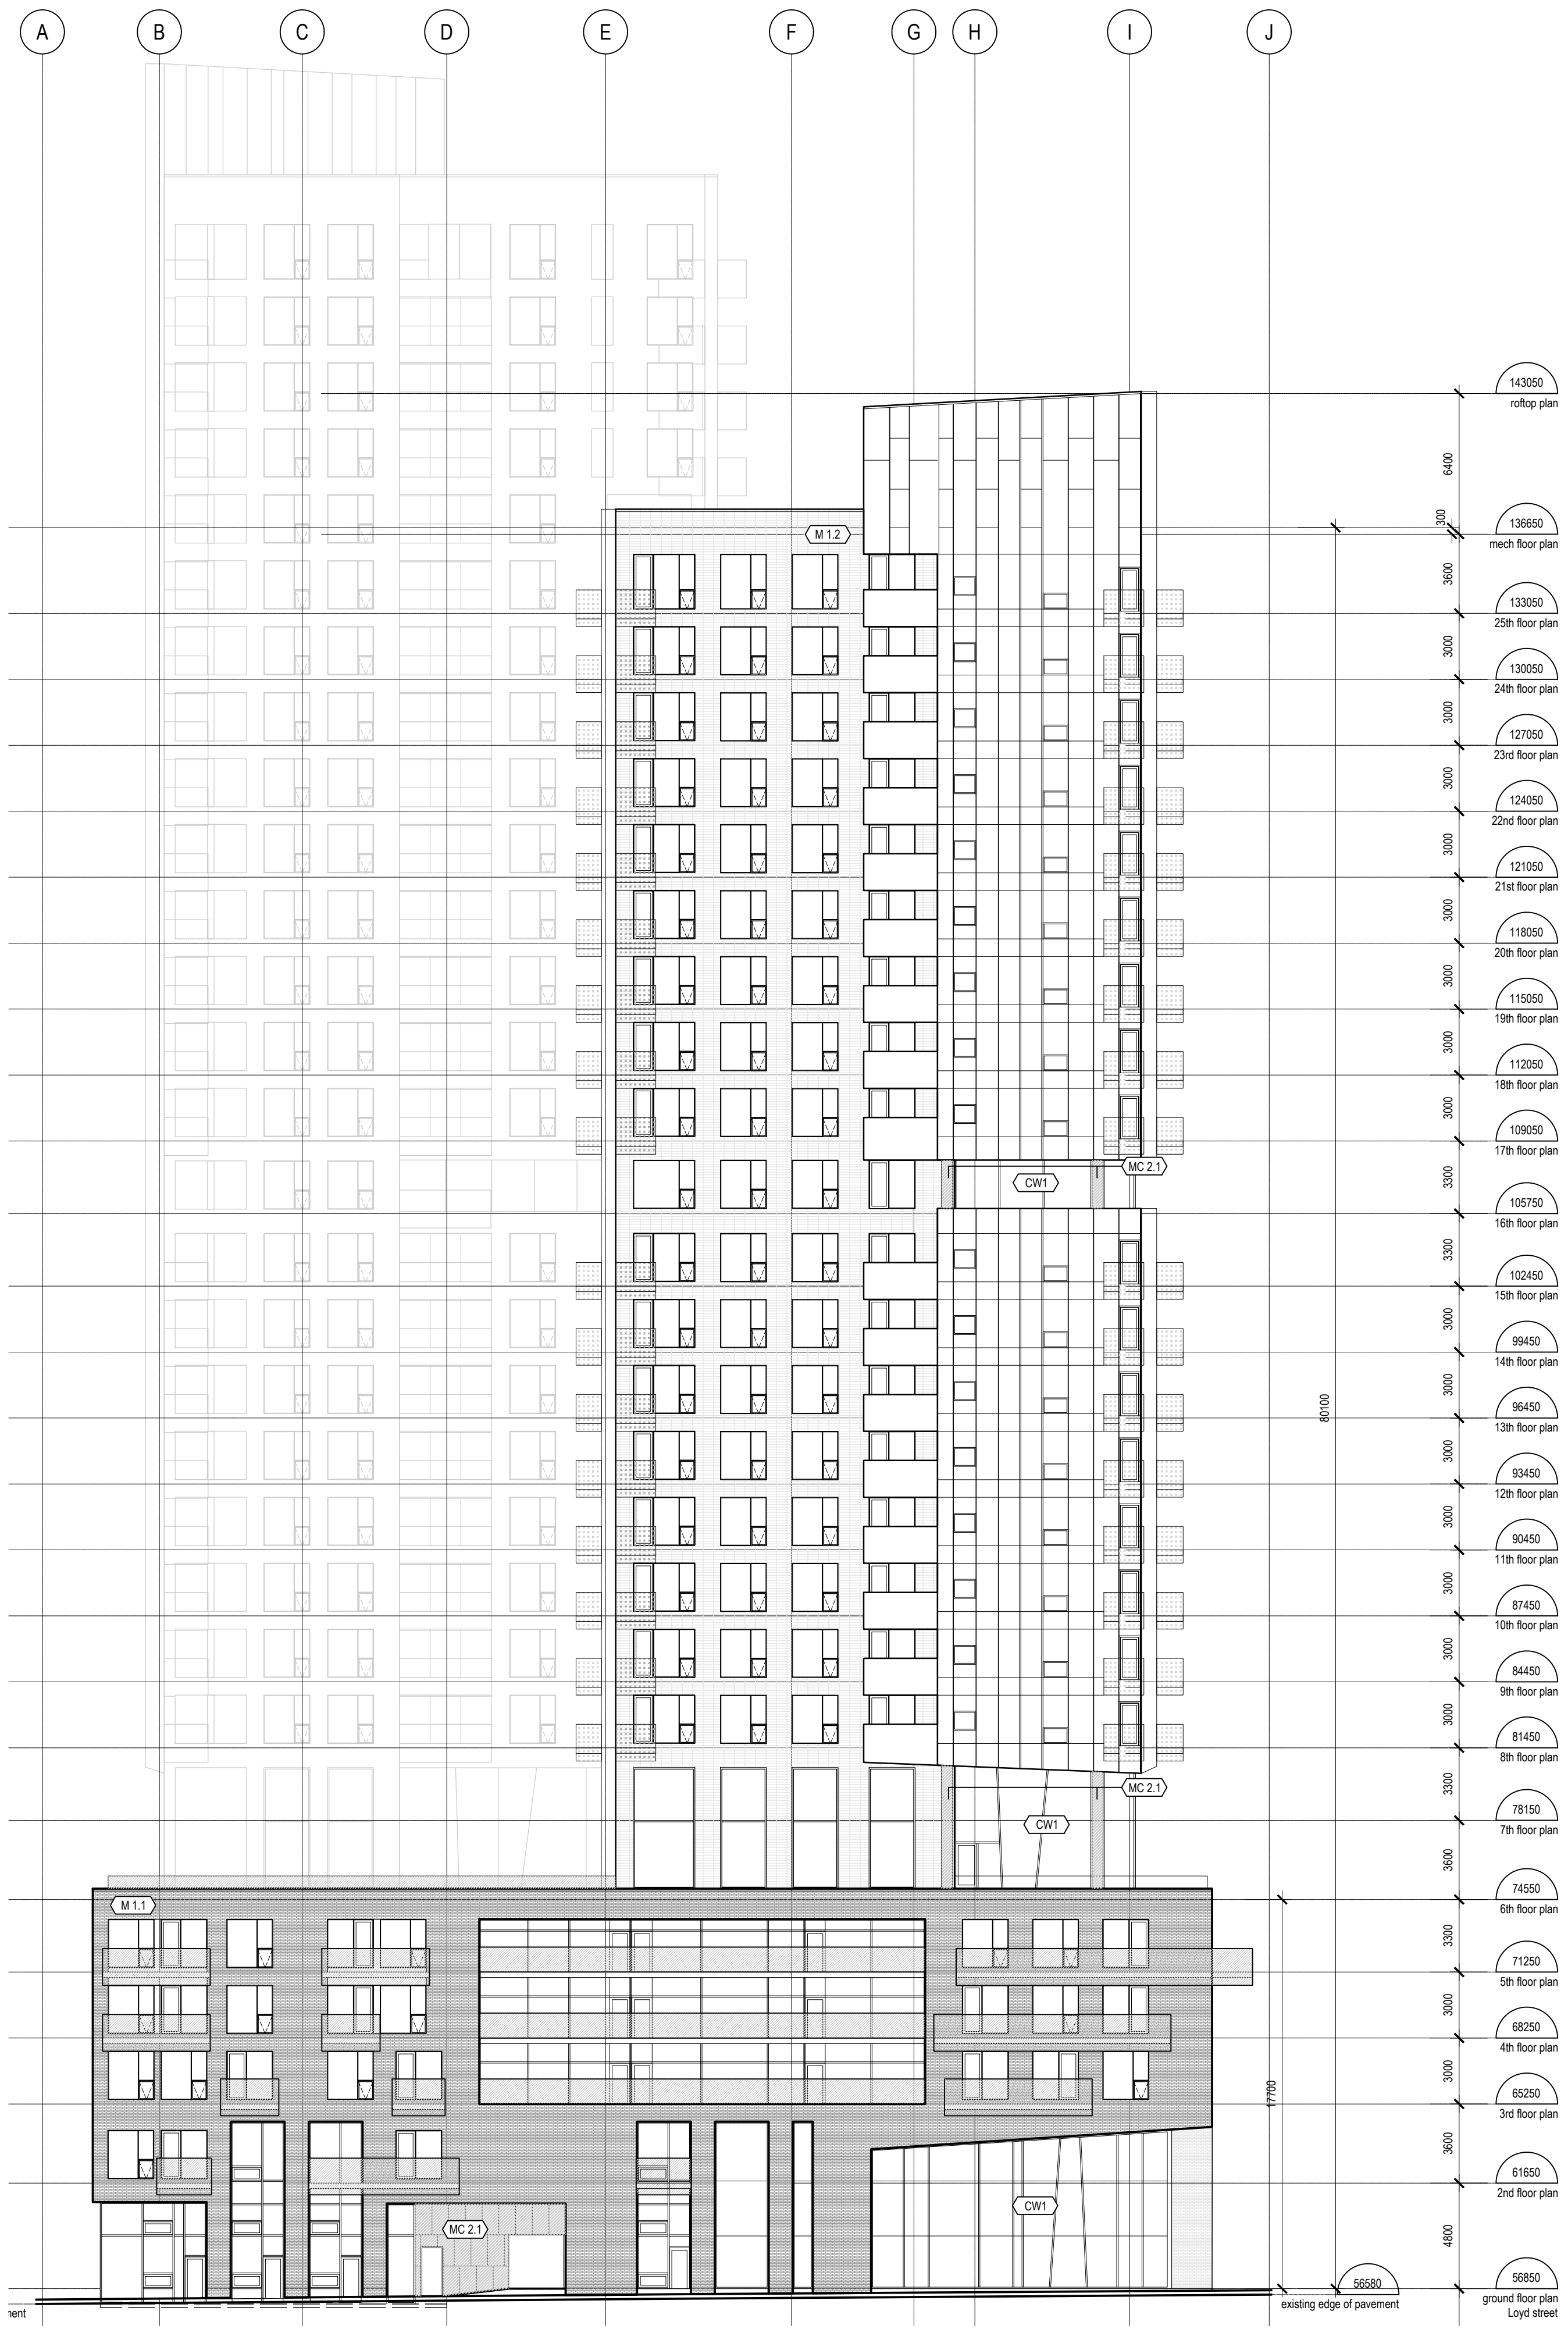 A B C D E F G H I J
143050
roftop plan
6400
300
136650
mech floor plan
M 1.2
3600
133050
25th floor plan
3000
130050
24th floor plan
3000
127050
23rd floor plan
3000
124050
22nd floor plan
3000
121050
21st floor plan
3000
118050
20th floor plan
3000
115050
19th floor plan
3000
112050
18th floor plan
3000
109050
17th floor plan
MC 2.1
CW1
3300
105750
16th floor plan
3300
102450
15th floor plan
3000
99450
14th floor plan
3000
96450
13th floor plan
80100
3000
93450
12th floor plan
3000
90450
11th floor plan
3000
87450
10th floor plan
3000
84450
9th floor plan
3000
81450
8th floor plan
MC 2.1
3300
78150
7th floor plan
CW1
3600
74550
6th floor plan
M 1.1
3300
71250
5th floor plan
3000
68250
4th floor plan
3000
65250
3rd floor plan
17700
3600
61650
2nd floor plan
CW1
MC 2.1
4800
56850
ground floor plan
Loyd street
56580
existing edge of pavement